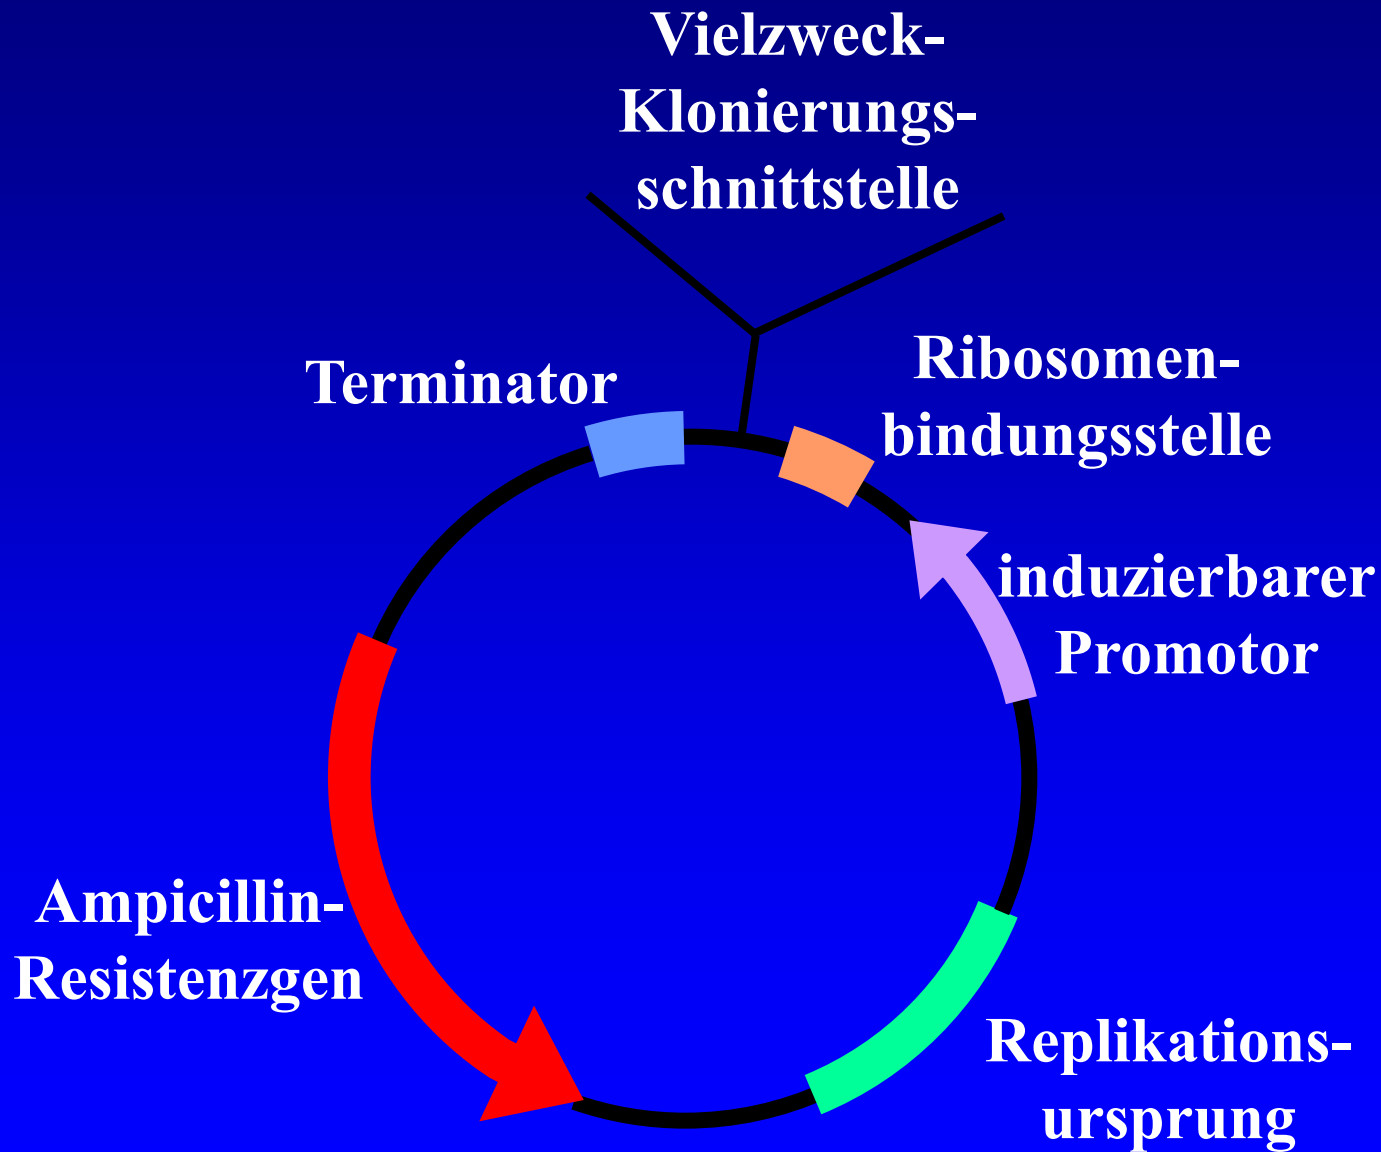 Vielzweck-
Klonierungs-
schnittstelle
Terminator
Ribosomen-
bindungsstelle
induzierbarer
Promotor
Ampicillin-
Resistenzgen
Replikations-
ursprung